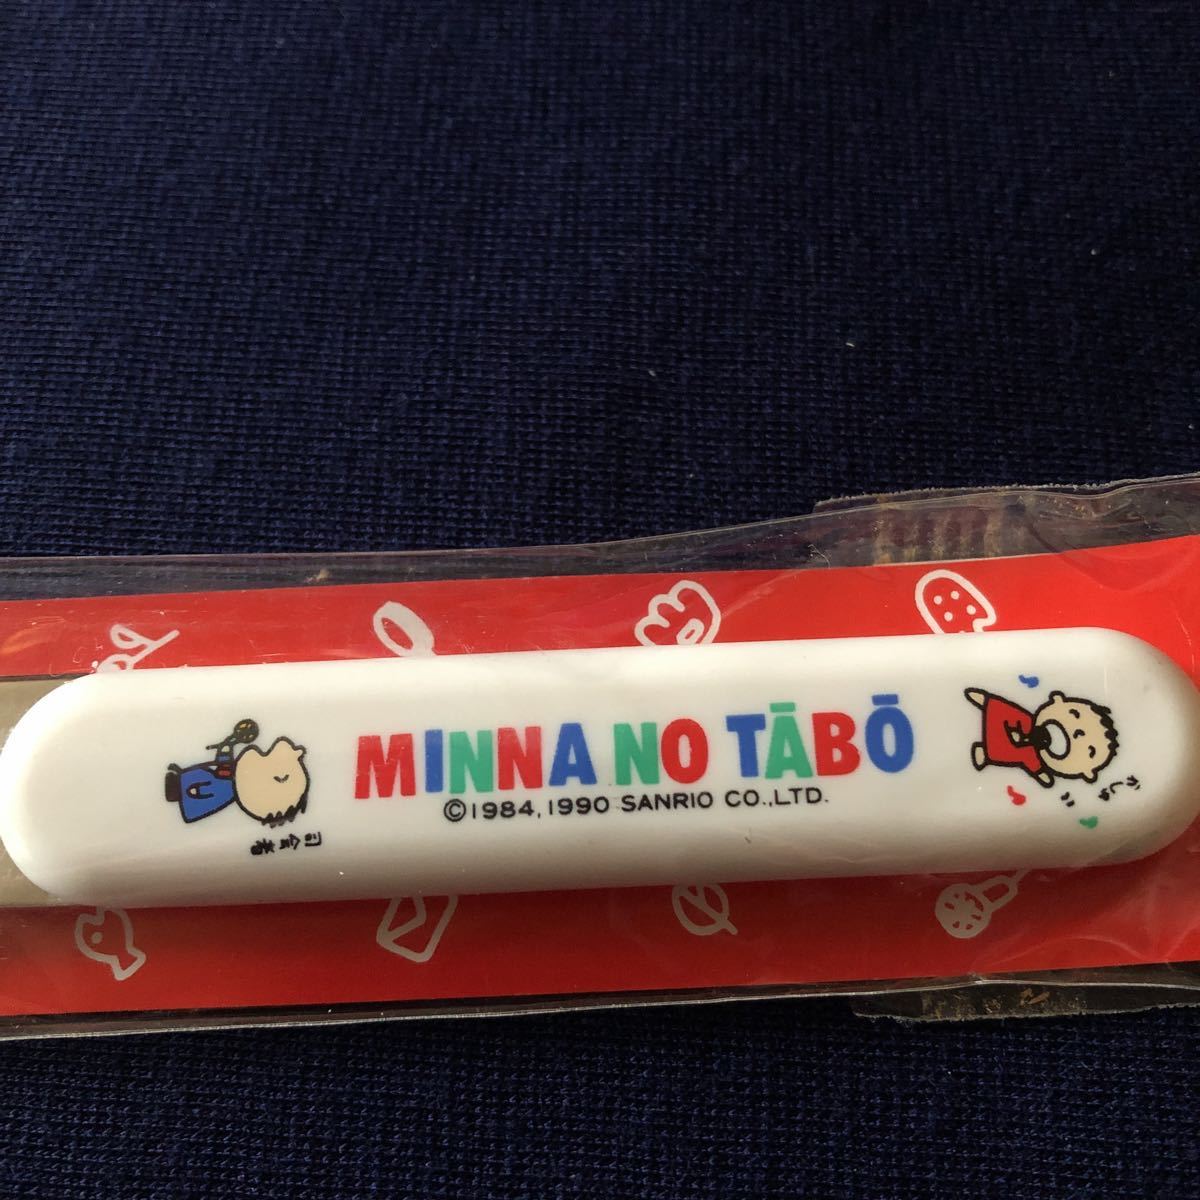 MINNA NO TĀBŌ
©1984, 1990 SANRIO CO., LTD.